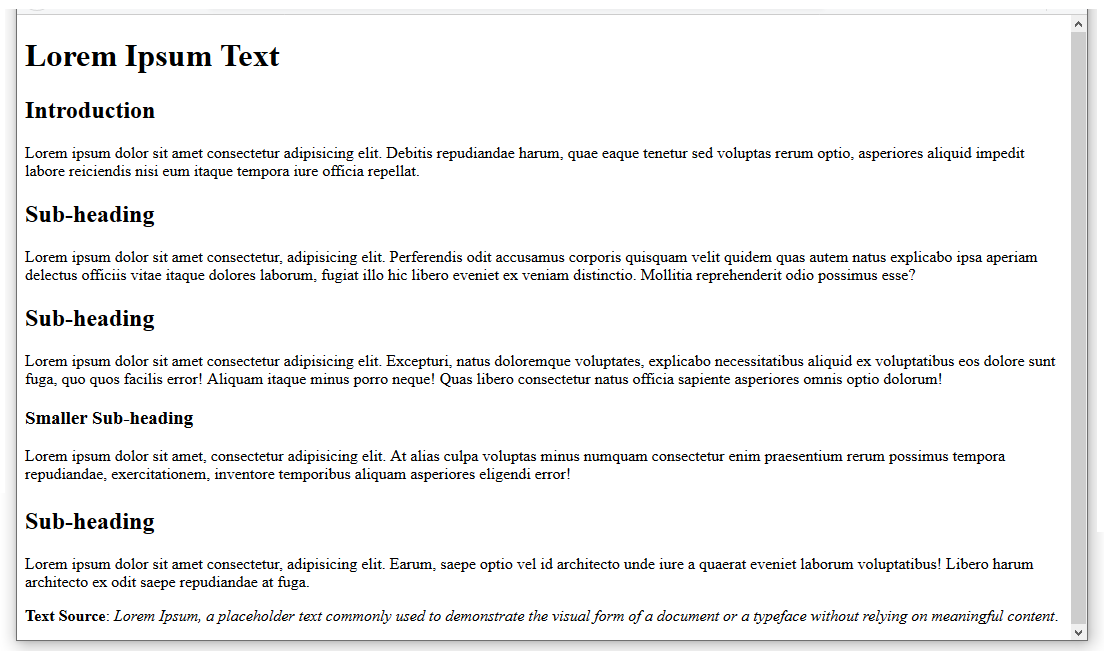 Lorem Ipsum Text
Introduction
Lorem ipsum dolor sit amet consectetur adipisicing elit. Debitis repudiandae harum, quae eaque tenetur sed voluptas rerum optio, asperiores aliquid impedit
labore reiciendis nisi eum itaque tempora iure officia repellat.
Sub-heading
Lorem ipsum dolor sit amet consectetur, adipisicing elit. Perferendis odit accusamus corporis quisquam velit quidem quas autem natus explicabo ipsa aperiam
delectus officiis vitae itaque dolores laborum, fugiat illo hic libero eveniet ex veniam distinctio. Mollitia reprehenderit odio possimus esse?
Sub-heading
Lorem ipsum dolor sit amet consectetur adipisicing elit. Excepturi, natus doloremque voluptates, explicabo necessitatibus aliquid ex voluptatibus eos dolore sunt
fuga, quo quos facilis error! Aliquam itaque minus porro neque! Quas libero consectetur natus officia sapiente asperiores omnis optio dolorum!
Smaller Sub-heading
Lorem ipsum dolor sit amet, consectetur adipisicing elit. At alias culpa voluptas minus numquam consectetur enim praesentium rerum possimus tempora
repudiandae, exercitationem, inventore temporibus aliquam asperiores eligendi error!
Sub-heading
Lorem ipsum dolor sit amet consectetur, adipisicing elit. Earum, saepe optio vel id architecto unde iure a quaerat eveniet laborum voluptatibus! Libero harum
architecto ex odit saepe repudiandae at fuga.
Text Source: Lorem Ipsum, a placeholder text commonly used to demonstrate the visual form of a document or a typeface without relying on meaningful content.